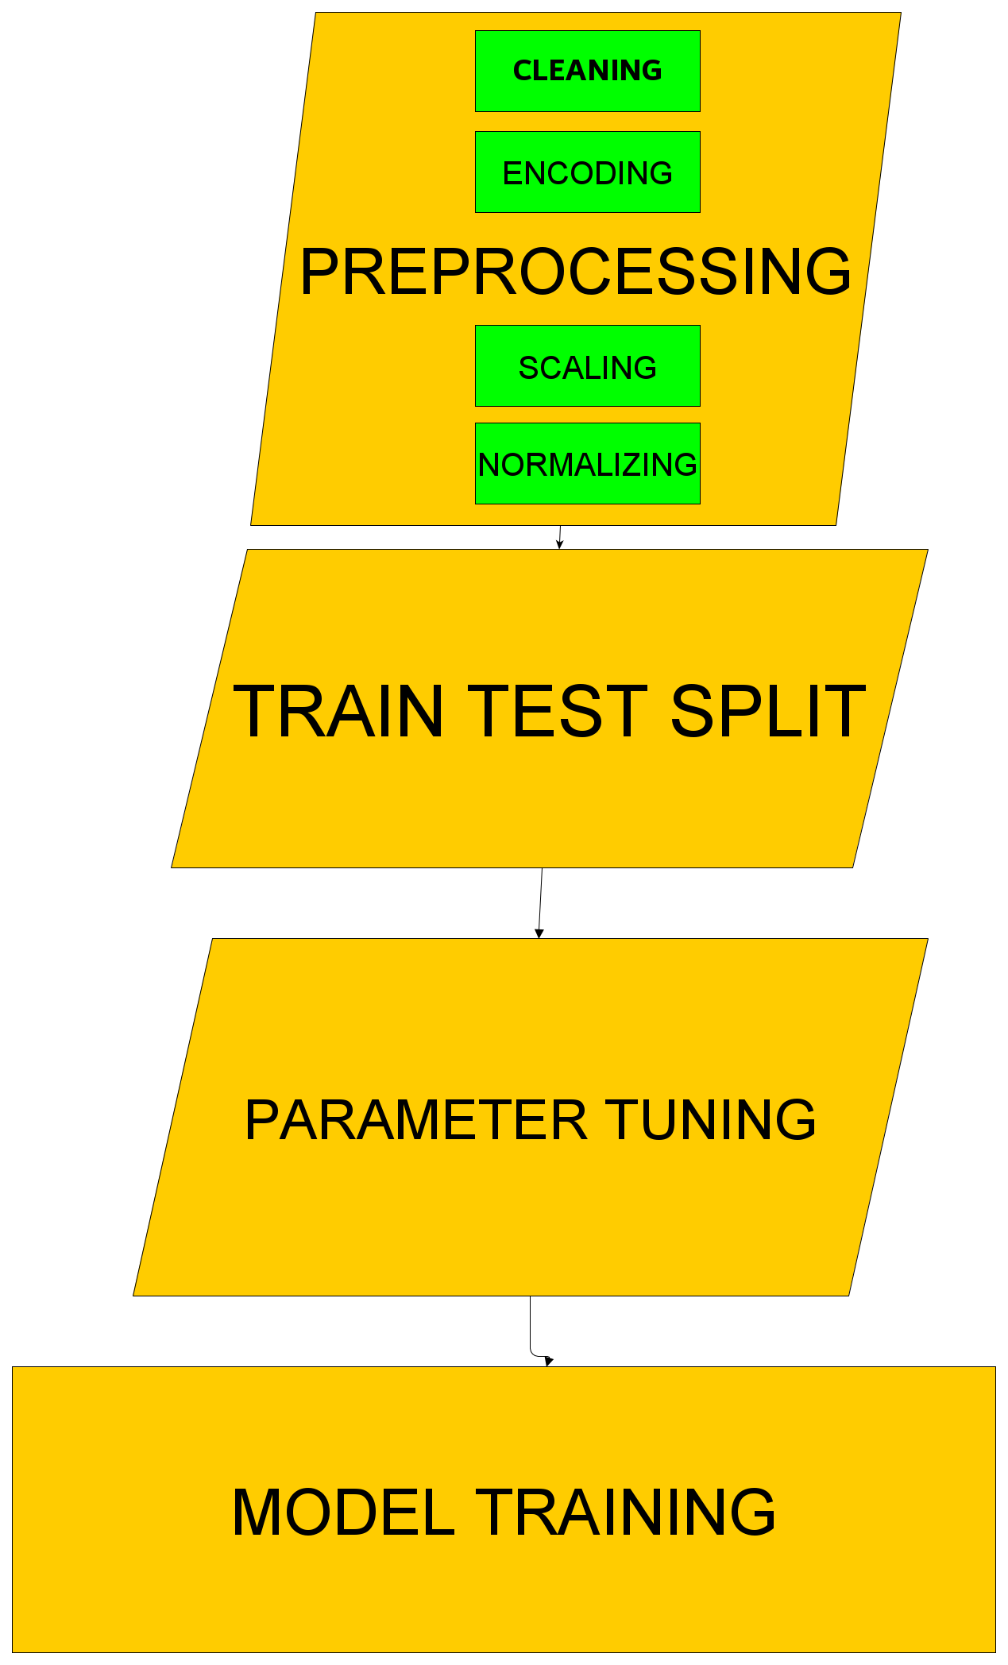 CLEANING
ENCODING
PREPROCESSING
SCALING
NORMALIZING
TRAIN TEST SPLIT
PARAMETER TUNING
MODEL TRAINING